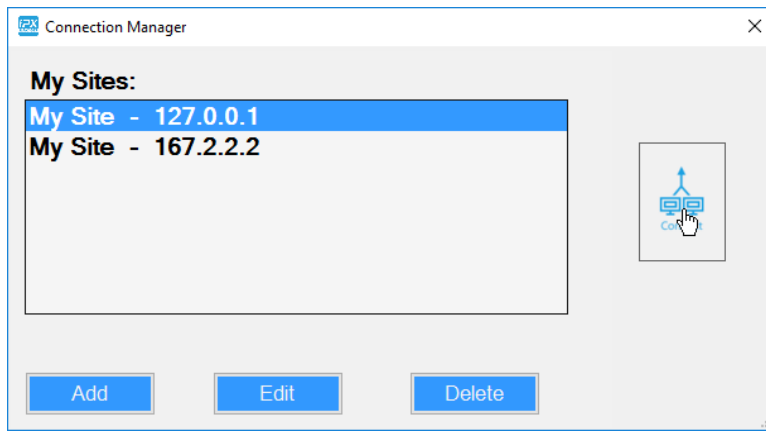 Connection Manager
My Sites:
My Site - 127.0.0.1
My Site - 167.2.2.2
Add
Edit
Delete